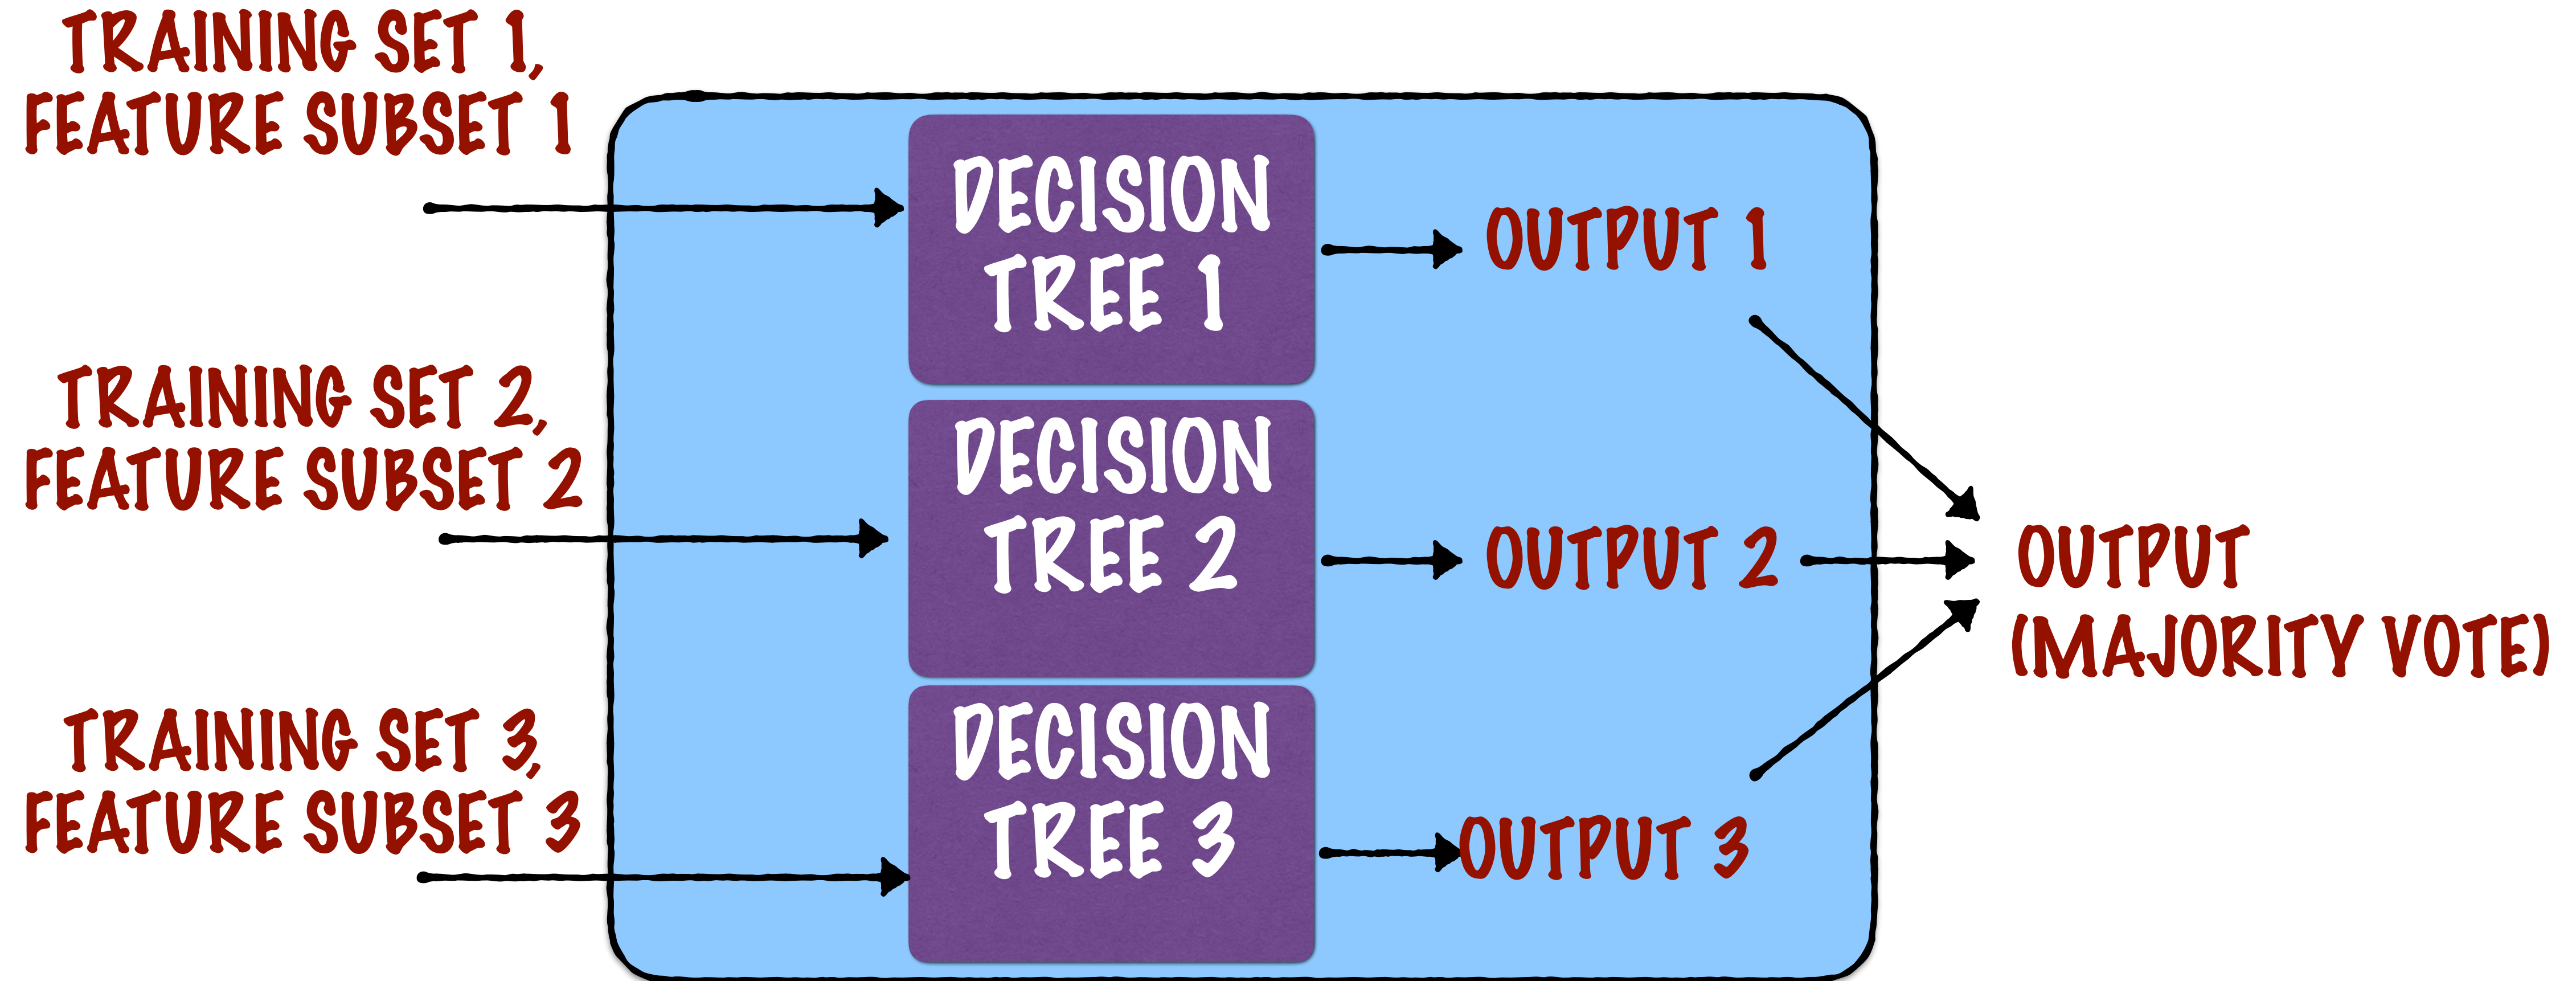 TRAINING SET 1,
FEATURE SUBSET 1
DECISION
TREE 1
OUTPUT 1
TRAINING SET 2,
FEATURE SUBSET 2
DECISION
TREE 2
OUTPUT 2
OUTPUT
(MAJORITY VOTE)
TRAINING SET 3,
FEATURE SUBSET 3
DECISION
TREE 3
OUTPUT 3